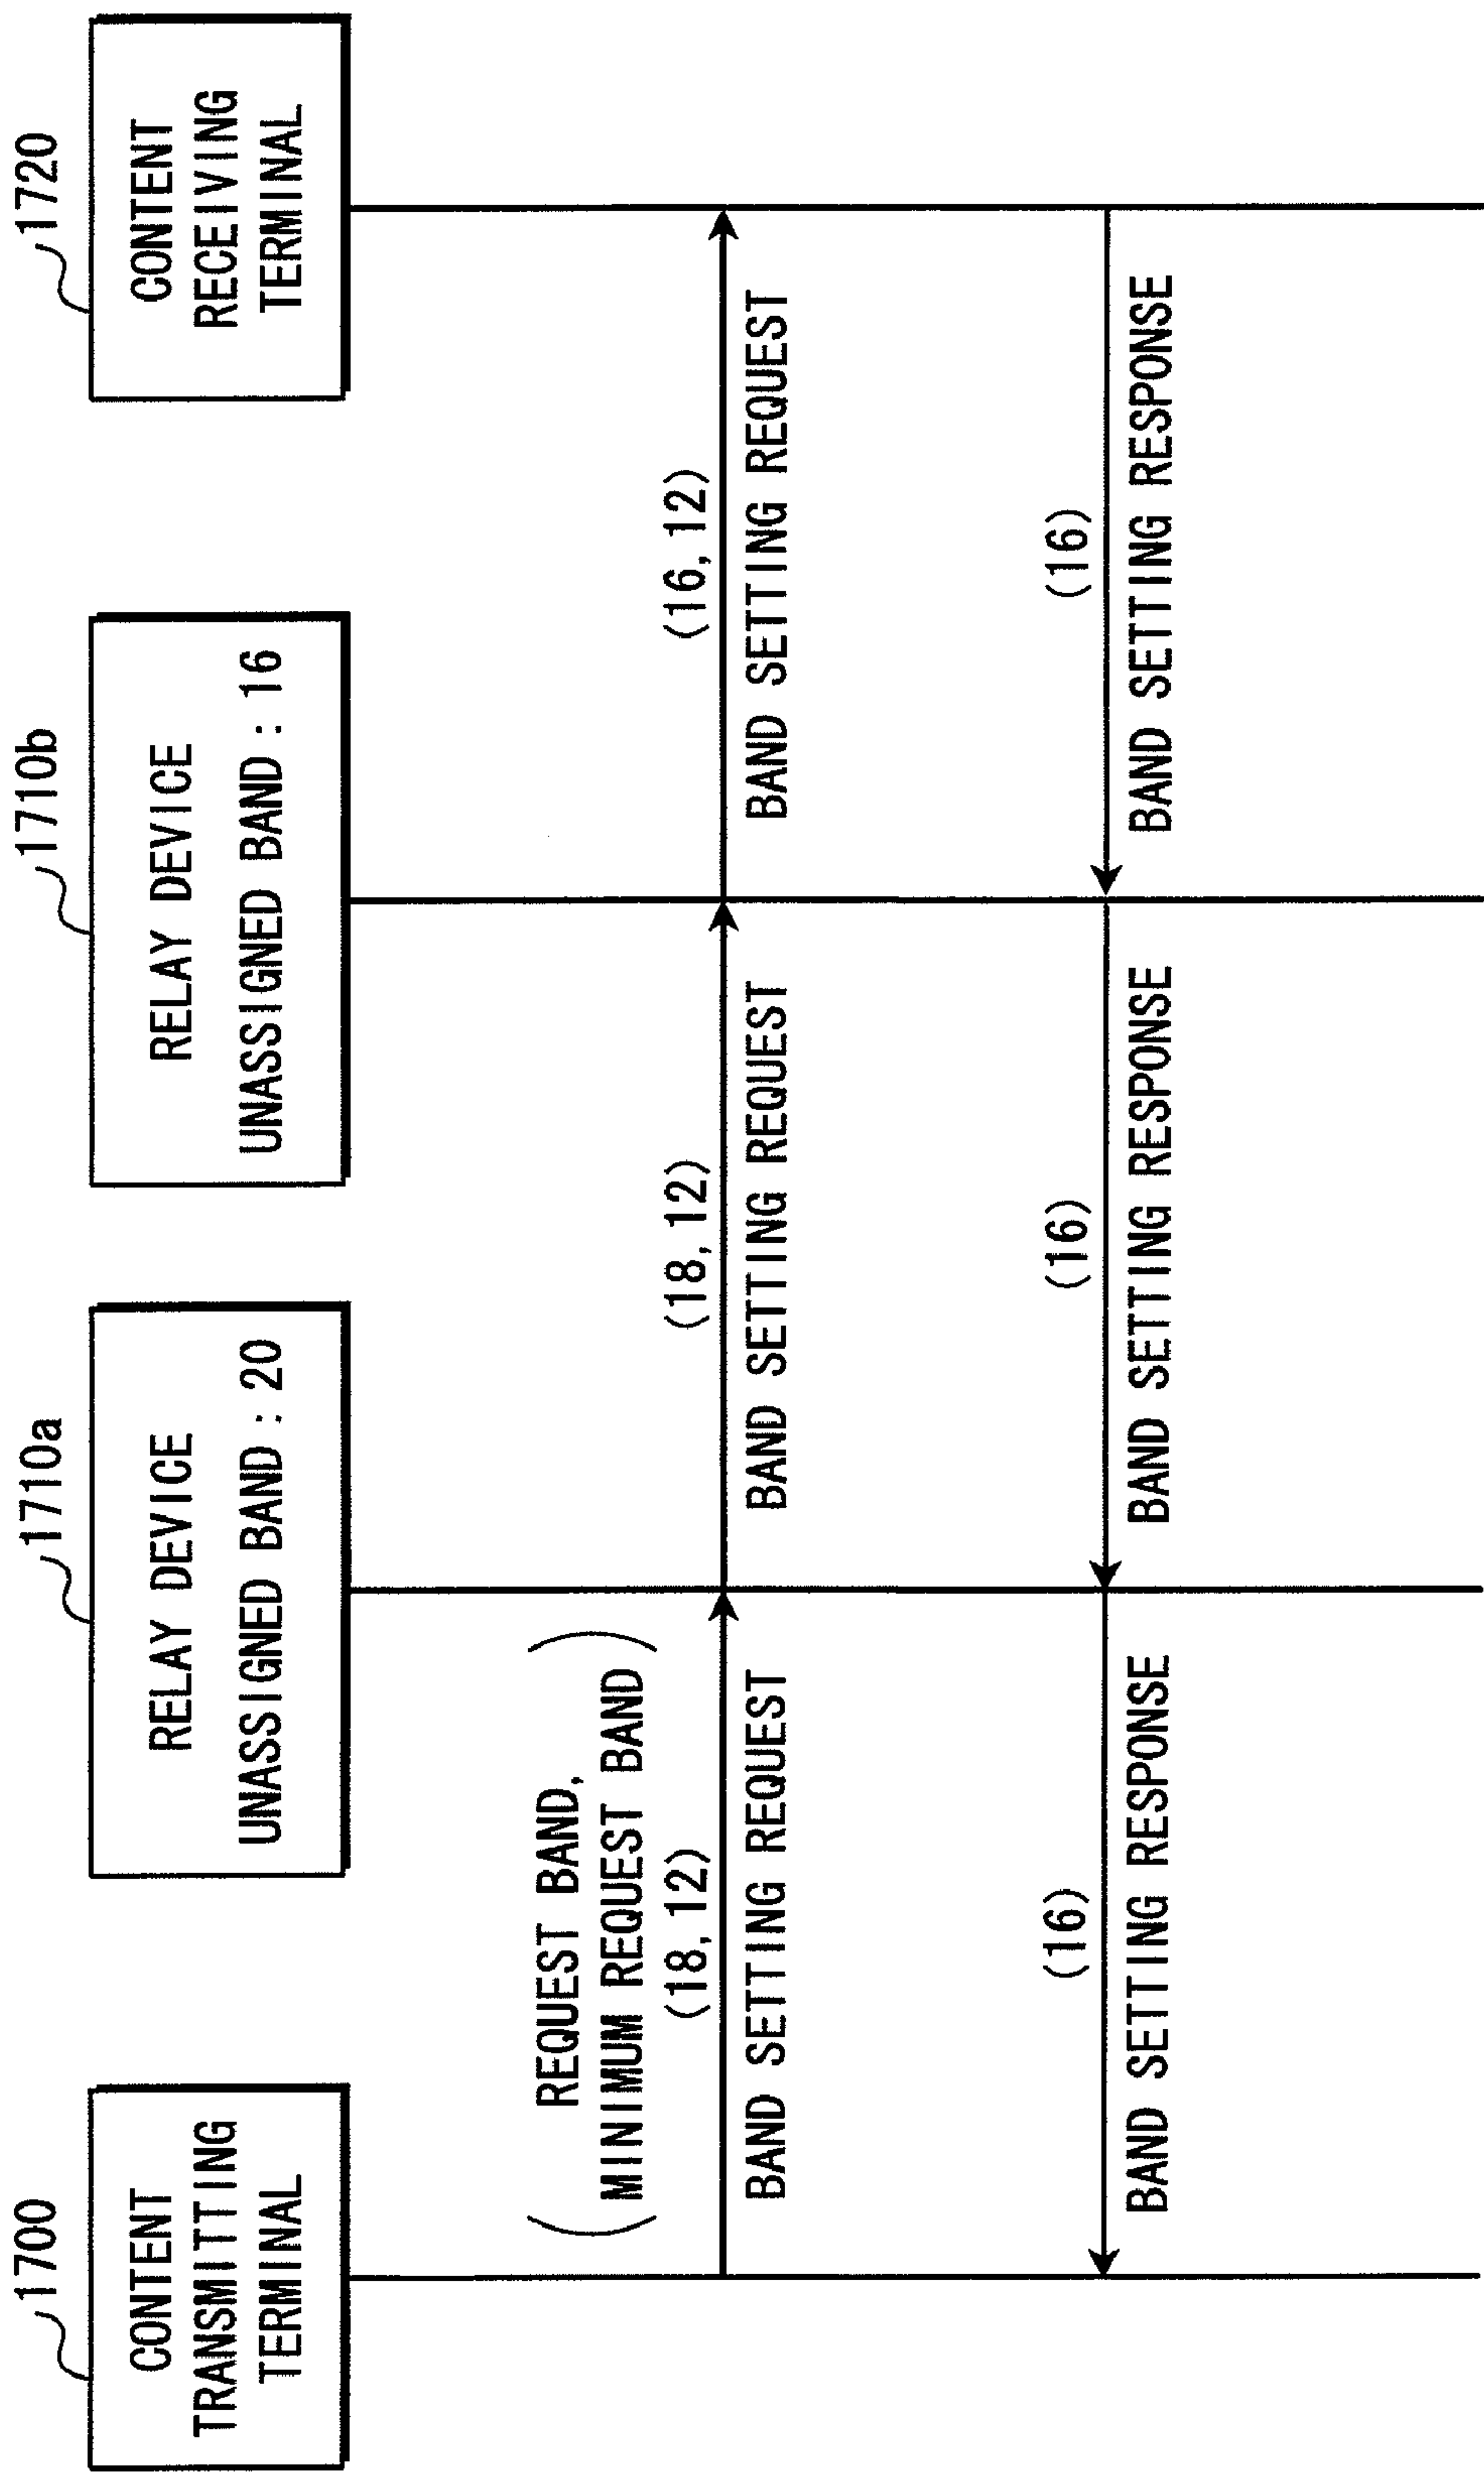 1700
CONTENT
TRANSMITTING
TERMINAL
1710a
RELAY DEVICE
UNASSIGNED BAND : 20
1710b
RELAY DEVICE
UNASSIGNED BAND : 16
1720
CONTENT
RECEIVING
TERMINAL
(REQUEST BAND,
MINIMUM REQUEST BAND)
(18, 12)
BAND SETTING REQUEST
(18, 12)
BAND SETTING REQUEST
(16, 12)
BAND SETTING REQUEST
(16)
BAND SETTING RESPONSE
(16)
BAND SETTING RESPONSE
(16)
BAND SETTING RESPONSE